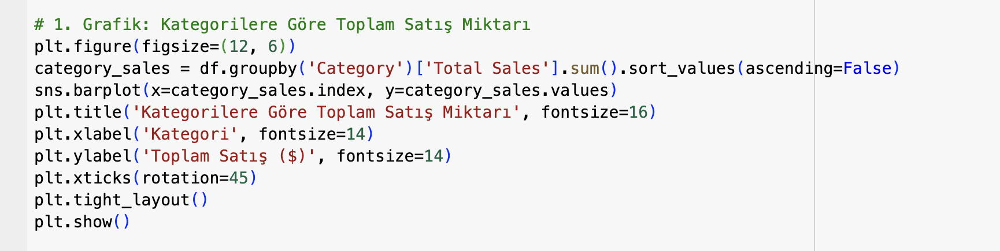 # 1. Grafik: Kategorilere Göre Toplam Satış Miktarı
plt.figure(figsize=(12, 6))
category_sales = df.groupby('Category')['Total Sales'].sum().sort_values(ascending=False)
sns.barplot(x=category_sales.index, y=category_sales.values)
plt.title('Kategorilere Göre Toplam Satış Miktarı', fontsize=16)
plt.xlabel('Kategori', fontsize=14)
plt.ylabel('Toplam Satış ($)', fontsize=14)
plt.xticks(rotation=45)
plt.tight_layout()
plt.show()